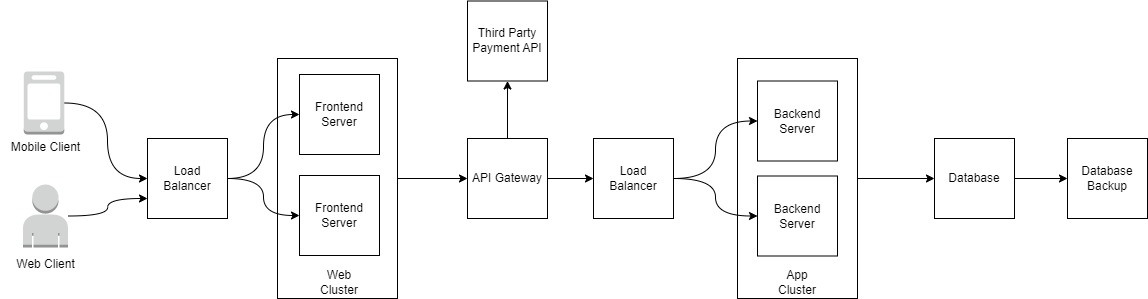 Mobile Client
Web Client
Load
Balancer
Frontend
Server
Frontend
Server
Web
Cluster
Third Party
Payment API
API Gateway
Load
Balancer
Backend
Server
Backend
Server
App
Cluster
Database
Database
Backup